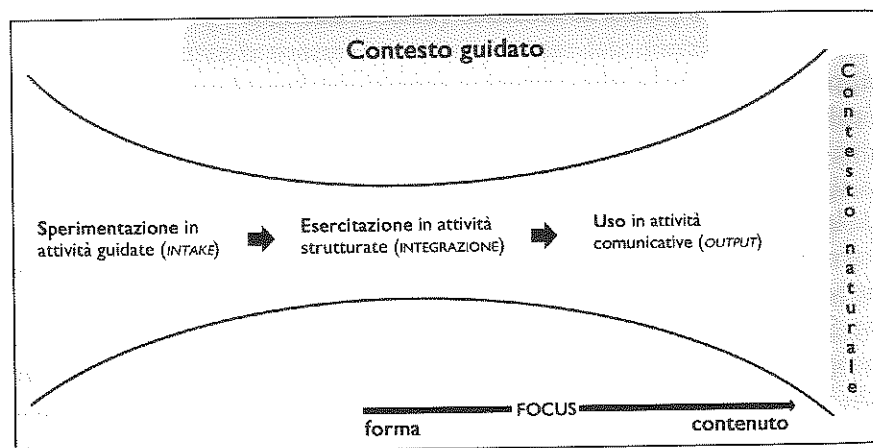 Contesto guidato
Sperimentazione in
attività guidate (INTAKE)
Esercitazione in attività
strutturate (INTEGRAZIONE)
Uso in attività
comunicative (OUTPUT)
Contesto naturale
FOCUS
forma
contenuto